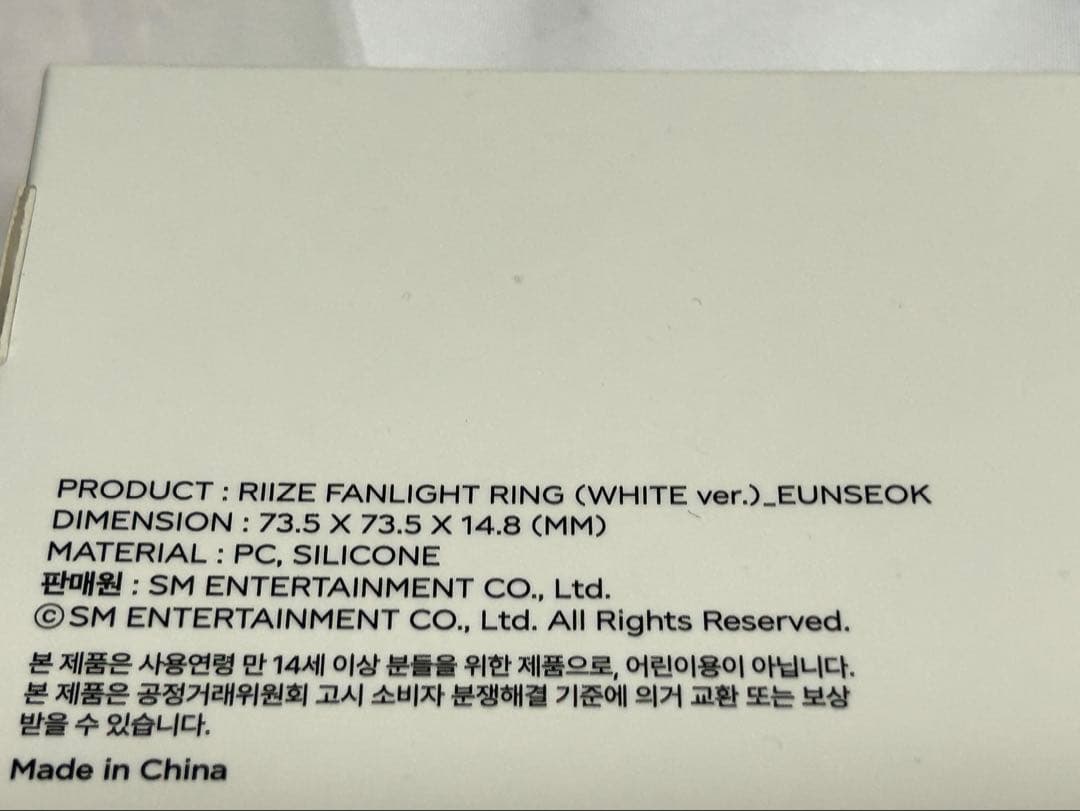 PRODUCT : RIIZE FANLIGHT RING (WHITE ver.)_EUNSEOK
DIMENSION : 73.5 X 73.5 X 14.8 (MM)
MATERIAL : PC, SILICONE
판매원 : SM ENTERTAINMENT CO., Ltd.
©SM ENTERTAINMENT CO., Ltd. All Rights Reserved.
본 제품은 사용연령 만 14세 이상 분들을 위한 제품으로, 어린이용이 아닙니다.
본 제품은 공정거래위원회 고시 소비자 분쟁해결 기준에 의거 교환 또는 보상
받을 수 있습니다.
Made in China